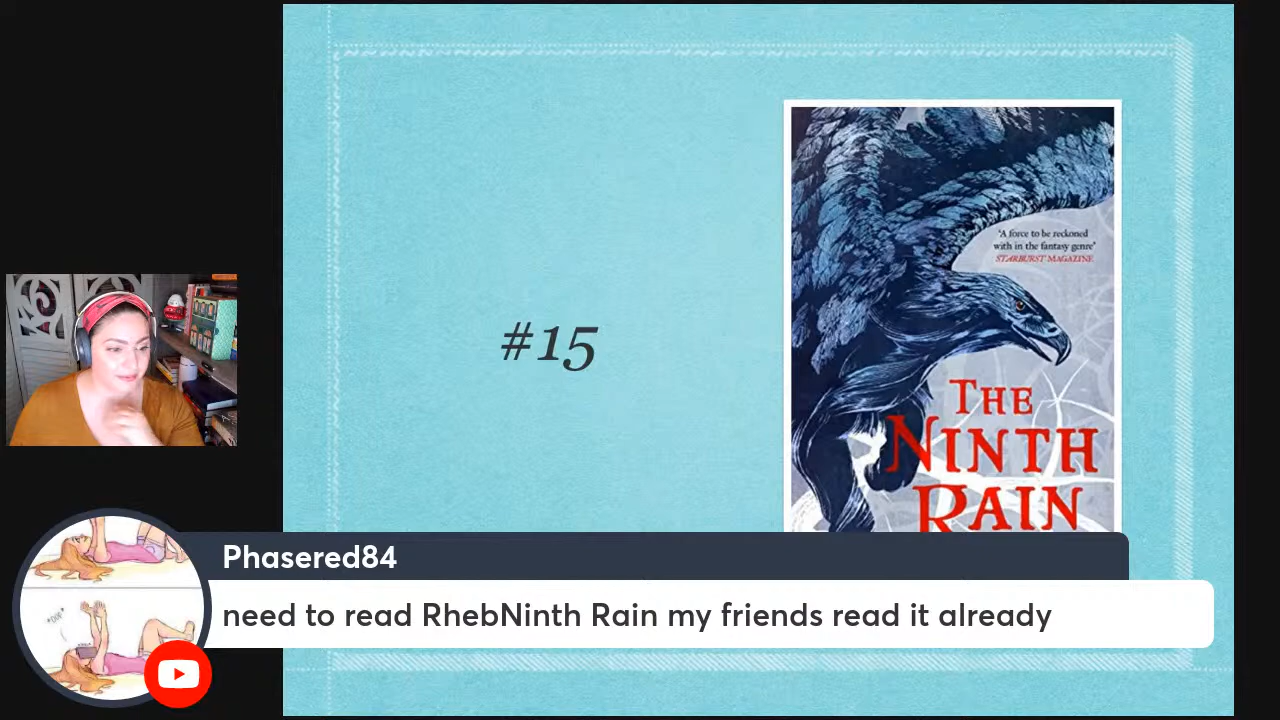 #15
'A force to be reckoned
with in the fantasy genre'
STARBURST MAGAZINE
THE
NINTH
RAIN
Phasered84
need to read RhebNinth Rain my friends read it already